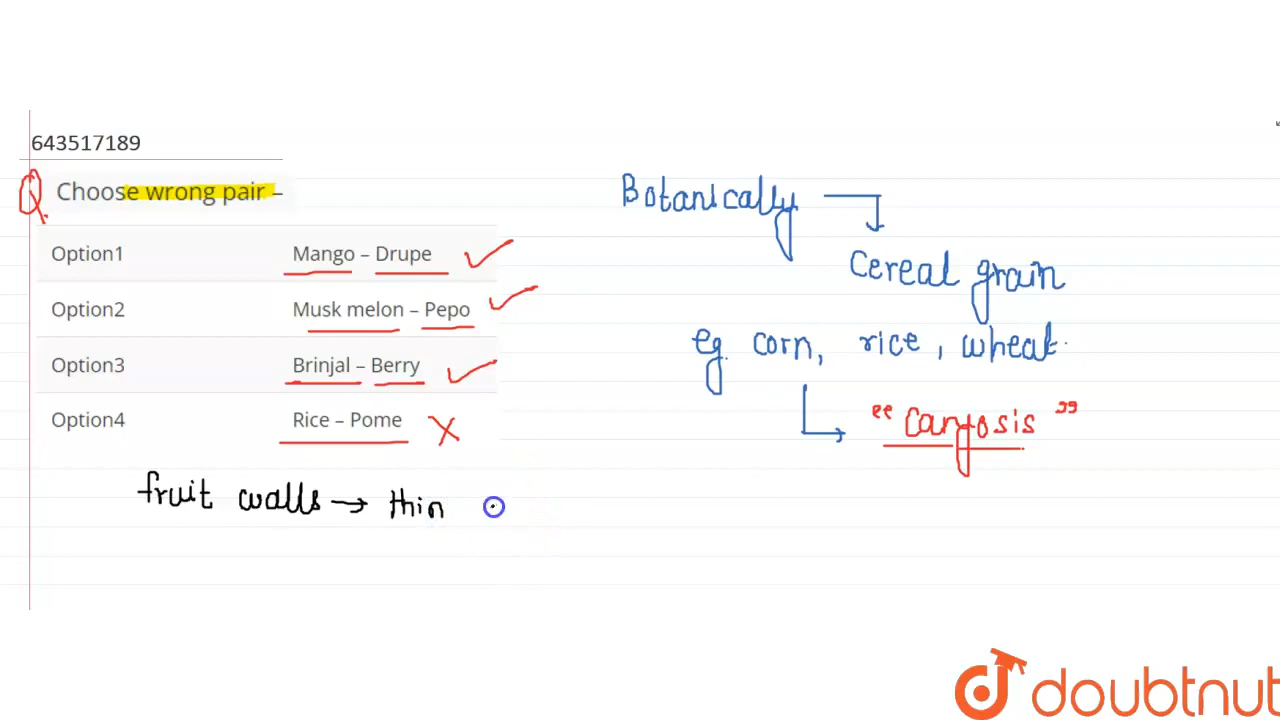 643517189
Q Choose wrong pair –
Option1 Mango – Drupe
Option2 Musk melon – Pepo
Option3 Brinjal – Berry
Option4 Rice – Pome
fruit walls → thin
Botanically
Cereal grain
eg. corn, rice, wheat.
"Caryosis"
doubtnut